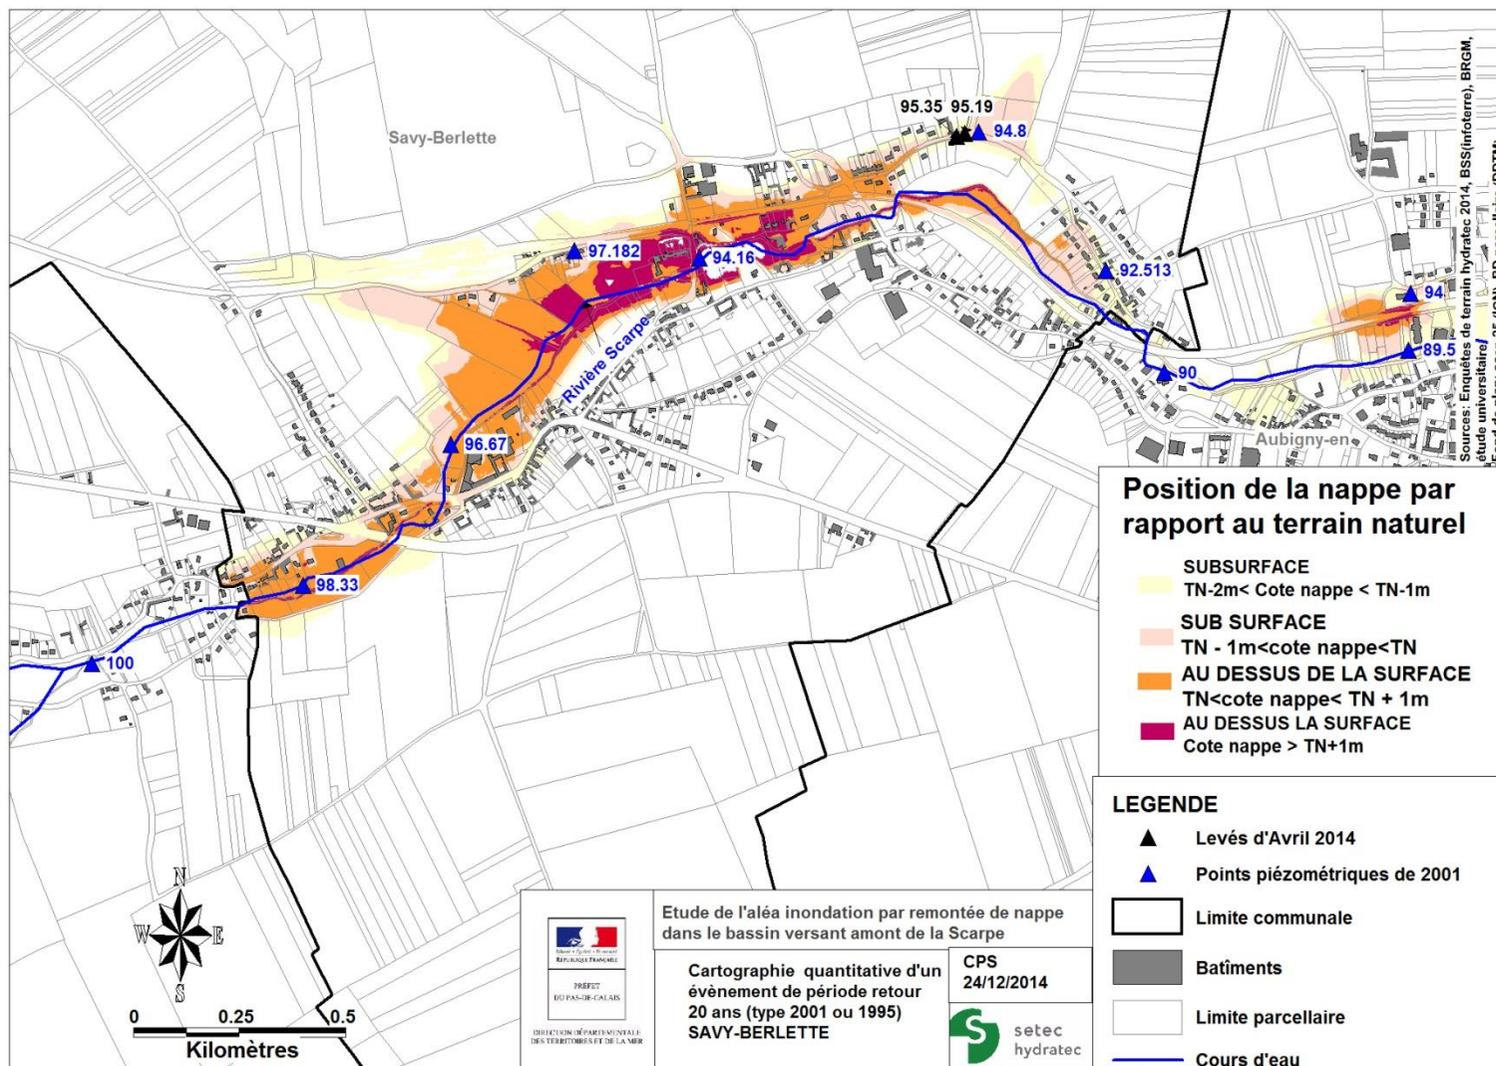 95.35 95.19
94.8
Savy-Berlette
97.182
94.16
92.513
94
89.5
90
Rivière Scarpe
96.67
98.33
100
Aubigny-en
Sources: Enquêtes de terrain hydratec 2014, BSS(infoterre), BRGM,
étude universitaire/
Position de la nappe par
rapport au terrain naturel
SUBSURFACE
TN-2m< Cote nappe < TN-1m
SUB SURFACE
TN - 1m<cote nappe<TN
AU DESSUS DE LA SURFACE
TN<cote nappe< TN + 1m
AU DESSUS LA SURFACE
Cote nappe > TN+1m
LEGENDE
Levés d'Avril 2014
Points piézométriques de 2001
Limite communale
Batîments
Limite parcellaire
Cours d'eau
N
W E
S
0 0.25 0.5
Kilomètres
RÉPUBLIQUE FRANÇAISE
PRÉFET
DU PAS-DE-CALAIS
DIRECTION DÉPARTEMENTALE
DES TERRITOIRES ET DE LA MER
Etude de l'aléa inondation par remontée de nappe
dans le bassin versant amont de la Scarpe
Cartographie quantitative d'un
évènement de période retour
20 ans (type 2001 ou 1995)
SAVY-BERLETTE
CPS
24/12/2014
setec
hydratec